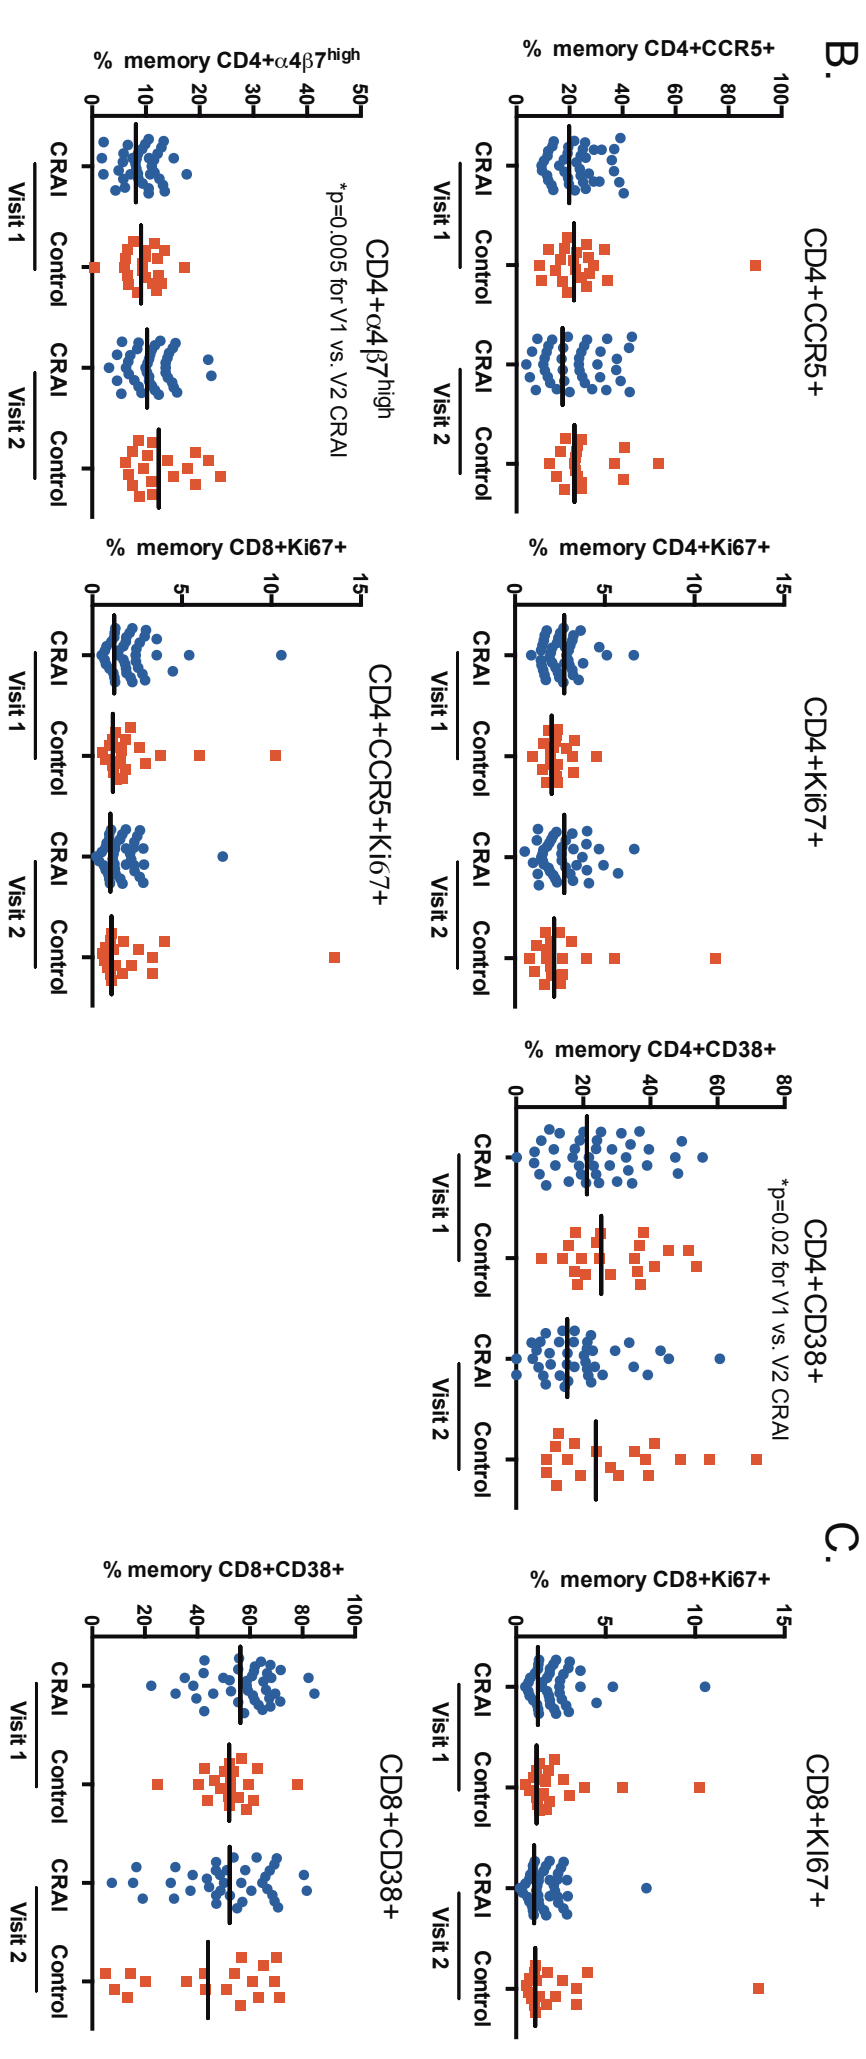 B.
CD4+CCR5+
% memory CD4+CCR5+
100
80
60
40
20
0
CRAI Control CRAI Control
Visit 1 Visit 2
CD4+Ki67+
% memory CD4+Ki67+
15
10
5
0
CRAI Control CRAI Control
Visit 1 Visit 2
CD4+CD38+
*p=0.02 for V1 vs. V2 CRAI
% memory CD4+CD38+
80
60
40
20
0
CRAI Control CRAI Control
Visit 1 Visit 2
CD4+α4β7high
*p=0.005 for V1 vs. V2 CRAI
% memory CD4+α4β7high
50
40
30
20
10
0
CRAI Control CRAI Control
Visit 1 Visit 2
CD4+CCR5+Ki67+
% memory CD8+Ki67+
15
10
5
0
CRAI Control CRAI Control
Visit 1 Visit 2
C.
CD8+KI67+
% memory CD8+Ki67+
15
10
5
0
CRAI Control CRAI Control
Visit 1 Visit 2
CD8+CD38+
% memory CD8+CD38+
100
80
60
40
20
0
CRAI Control CRAI Control
Visit 1 Visit 2